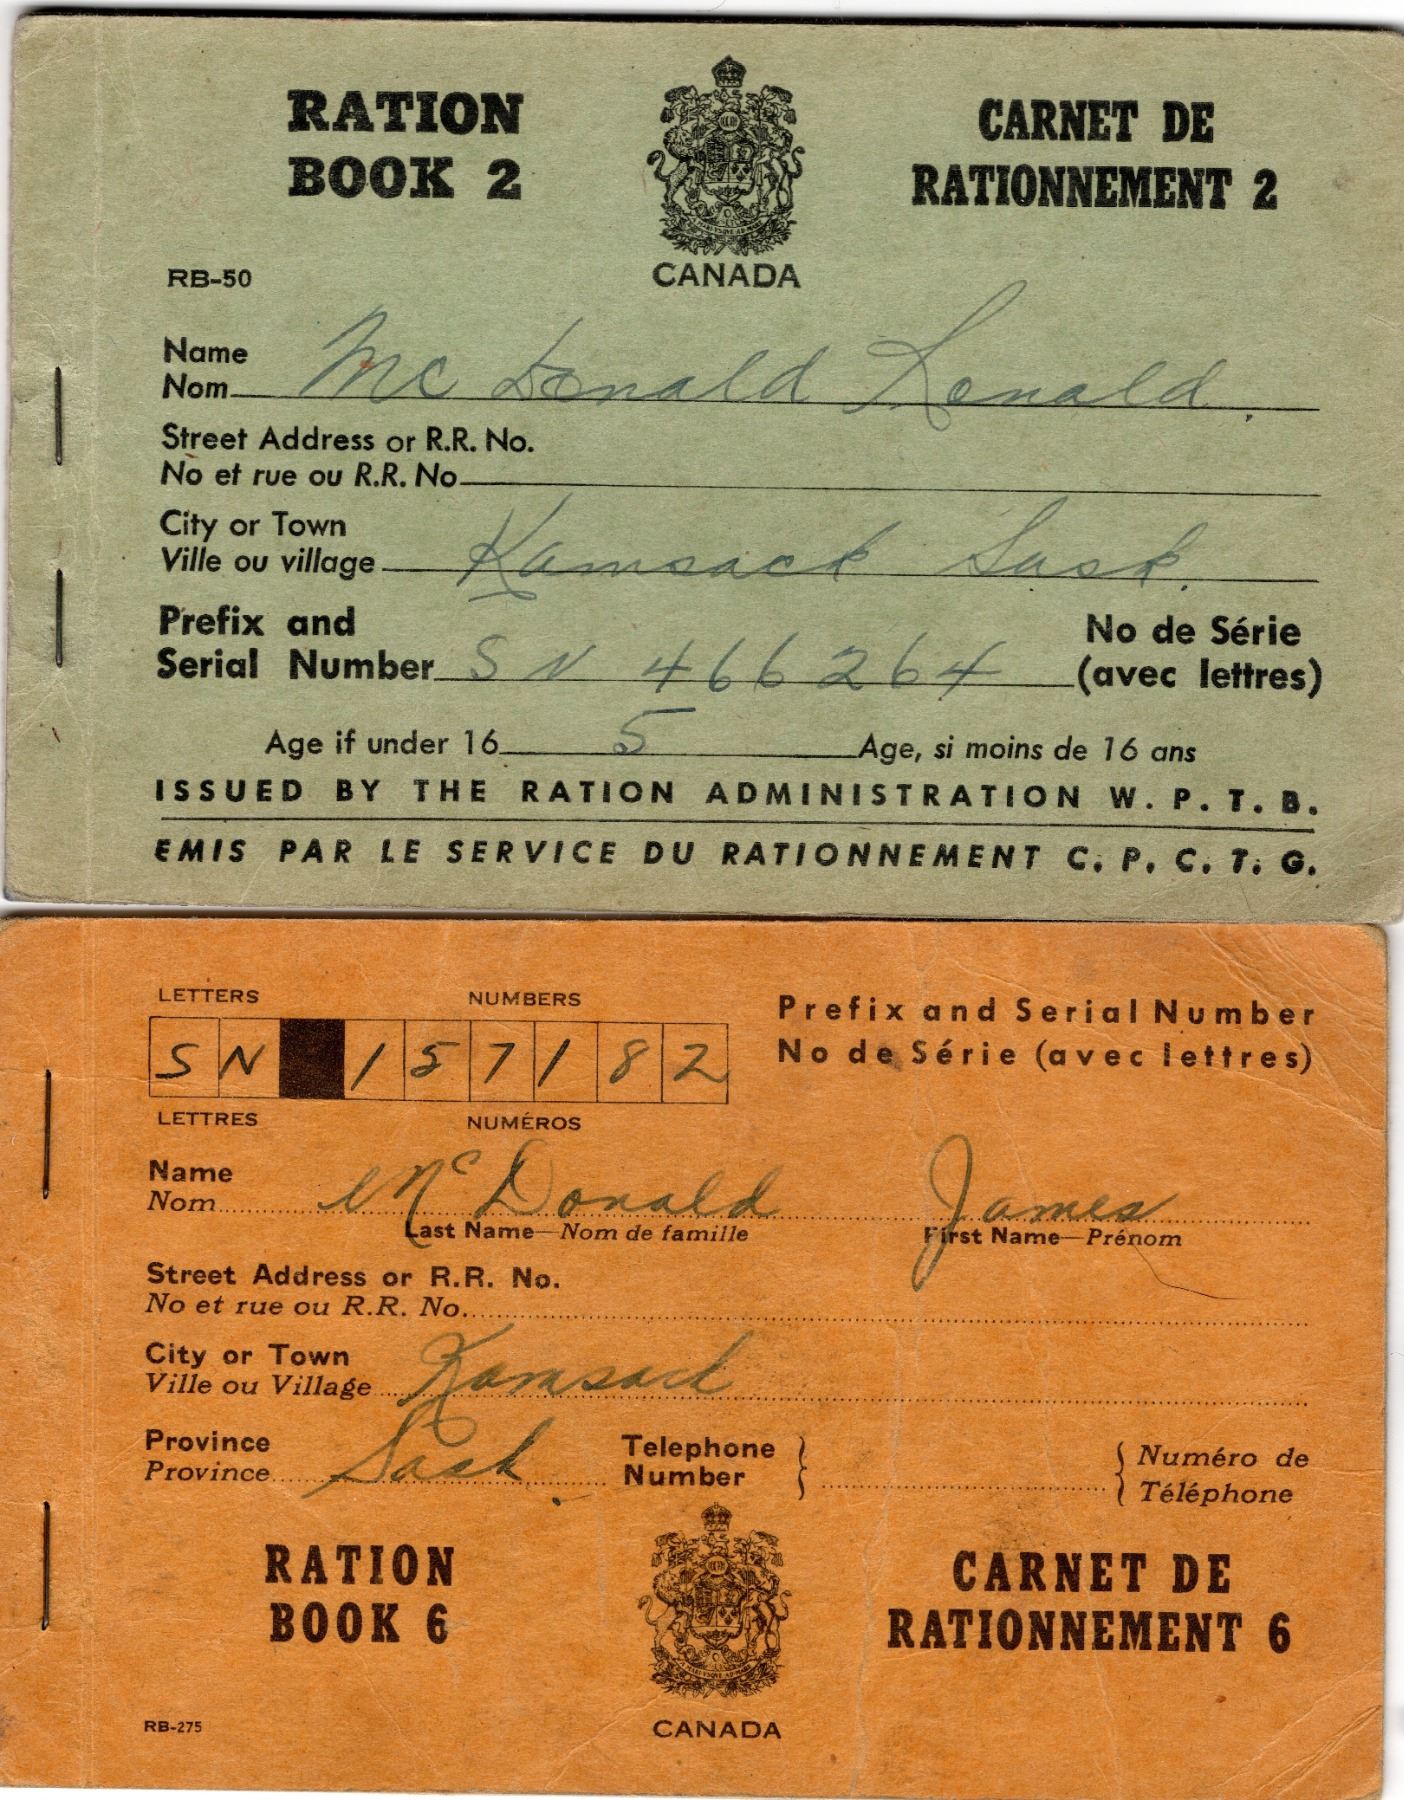 RATION
BOOK 2
CARNET DE
RATIONNEMENT 2
CANADA
RB-50
Name Mc Donald Ronald
Nom
Street Address or R.R. No.
No et rue ou R.R. No
City or Town
Ville ou village Kamsack Sask.
Prefix and
Serial Number SN 466264
No de Série
(avec lettres)
Age if under 16 5 Age, si moins de 16 ans
ISSUED BY THE RATION ADMINISTRATION W. P. T. B.
EMIS PAR LE SERVICE DU RATIONNEMENT C. P. C. T. G.
LETTERS NUMBERS
SN 157182
LETTRES NUMÉROS
Prefix and Serial Number
No de Série (avec lettres)
Name
Nom McDonald James
Last Name—Nom de famille First Name—Prénom
Street Address or R.R. No.
No et rue ou R.R. No.
City or Town
Ville ou Village Kamsack
Province
Province Sask
Telephone
Number
Numéro de
Téléphone
RATION
BOOK 6
CARNET DE
RATIONNEMENT 6
RB-275
CANADA